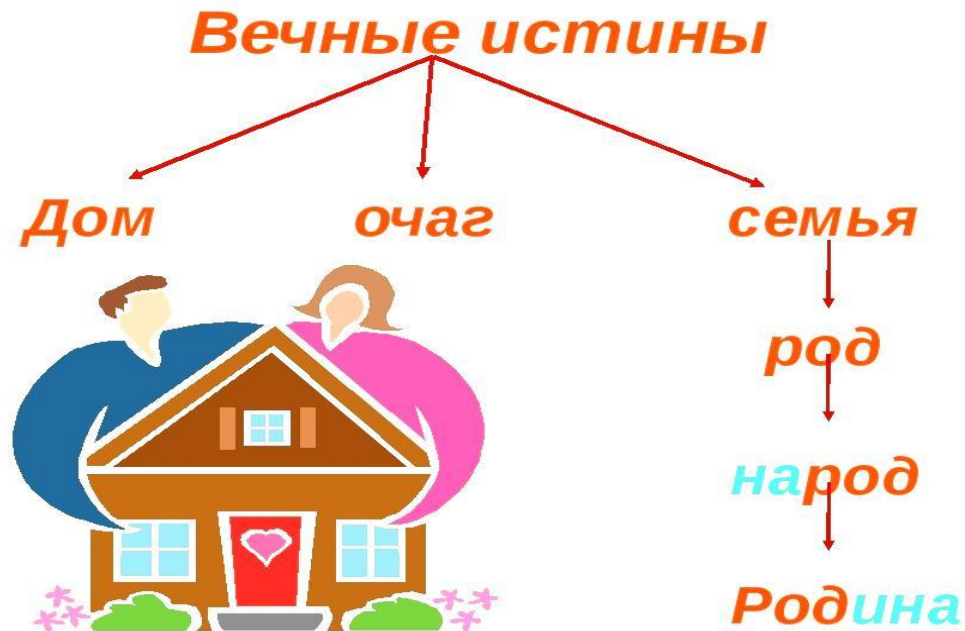 Вечные истины
Дом очаг семья
род
народ
Родина